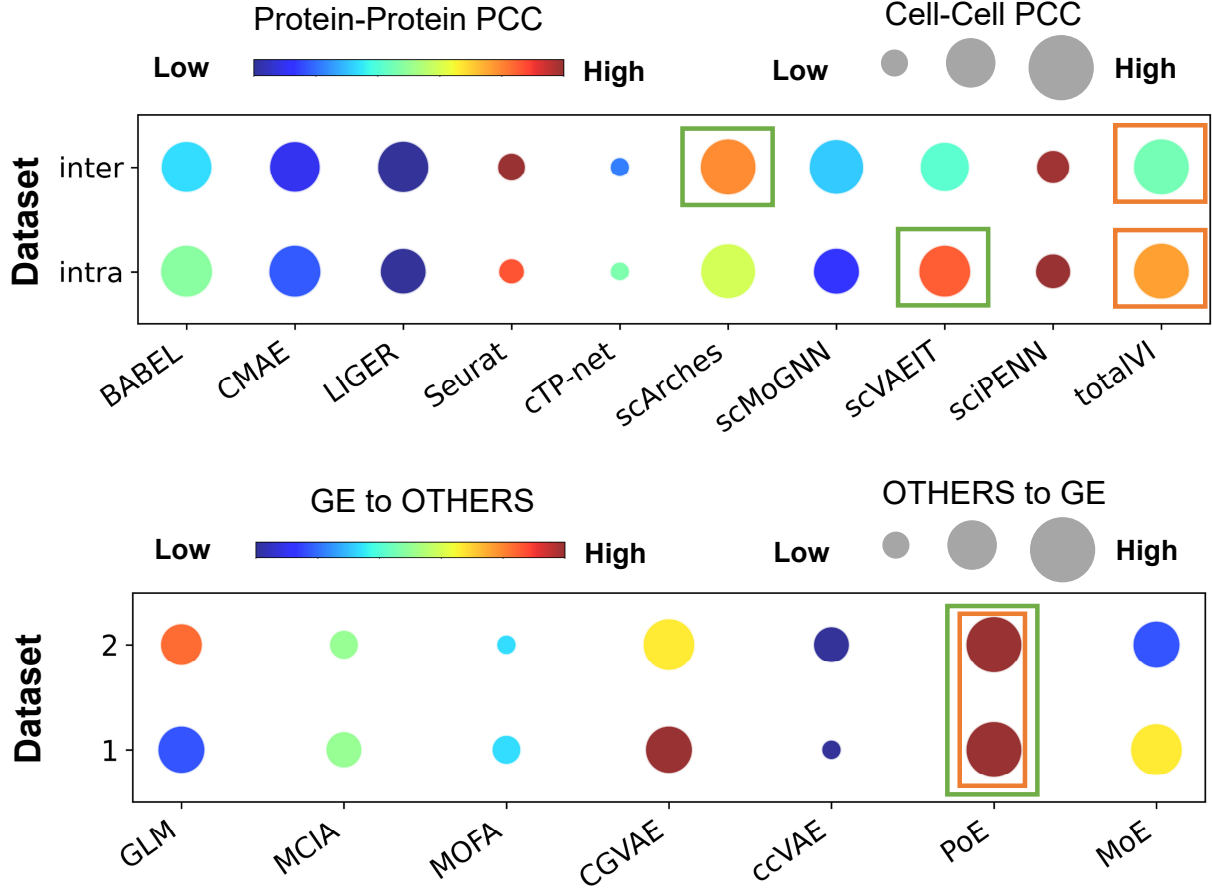 Protein-Protein PCC
Cell-Cell PCC
Low
High
Low
High
Dataset
inter
intra
BABEL
CMAE
LIGER
Seurat
cTP-net
scArches
scMoGNN
scVAEIT
sciPENN
totalVI
GE to OTHERS
OTHERS to GE
Low
High
Low
High
Dataset
2
1
GLM
MCIA
MOFA
CGVAE
ccVAE
PoE
MoE